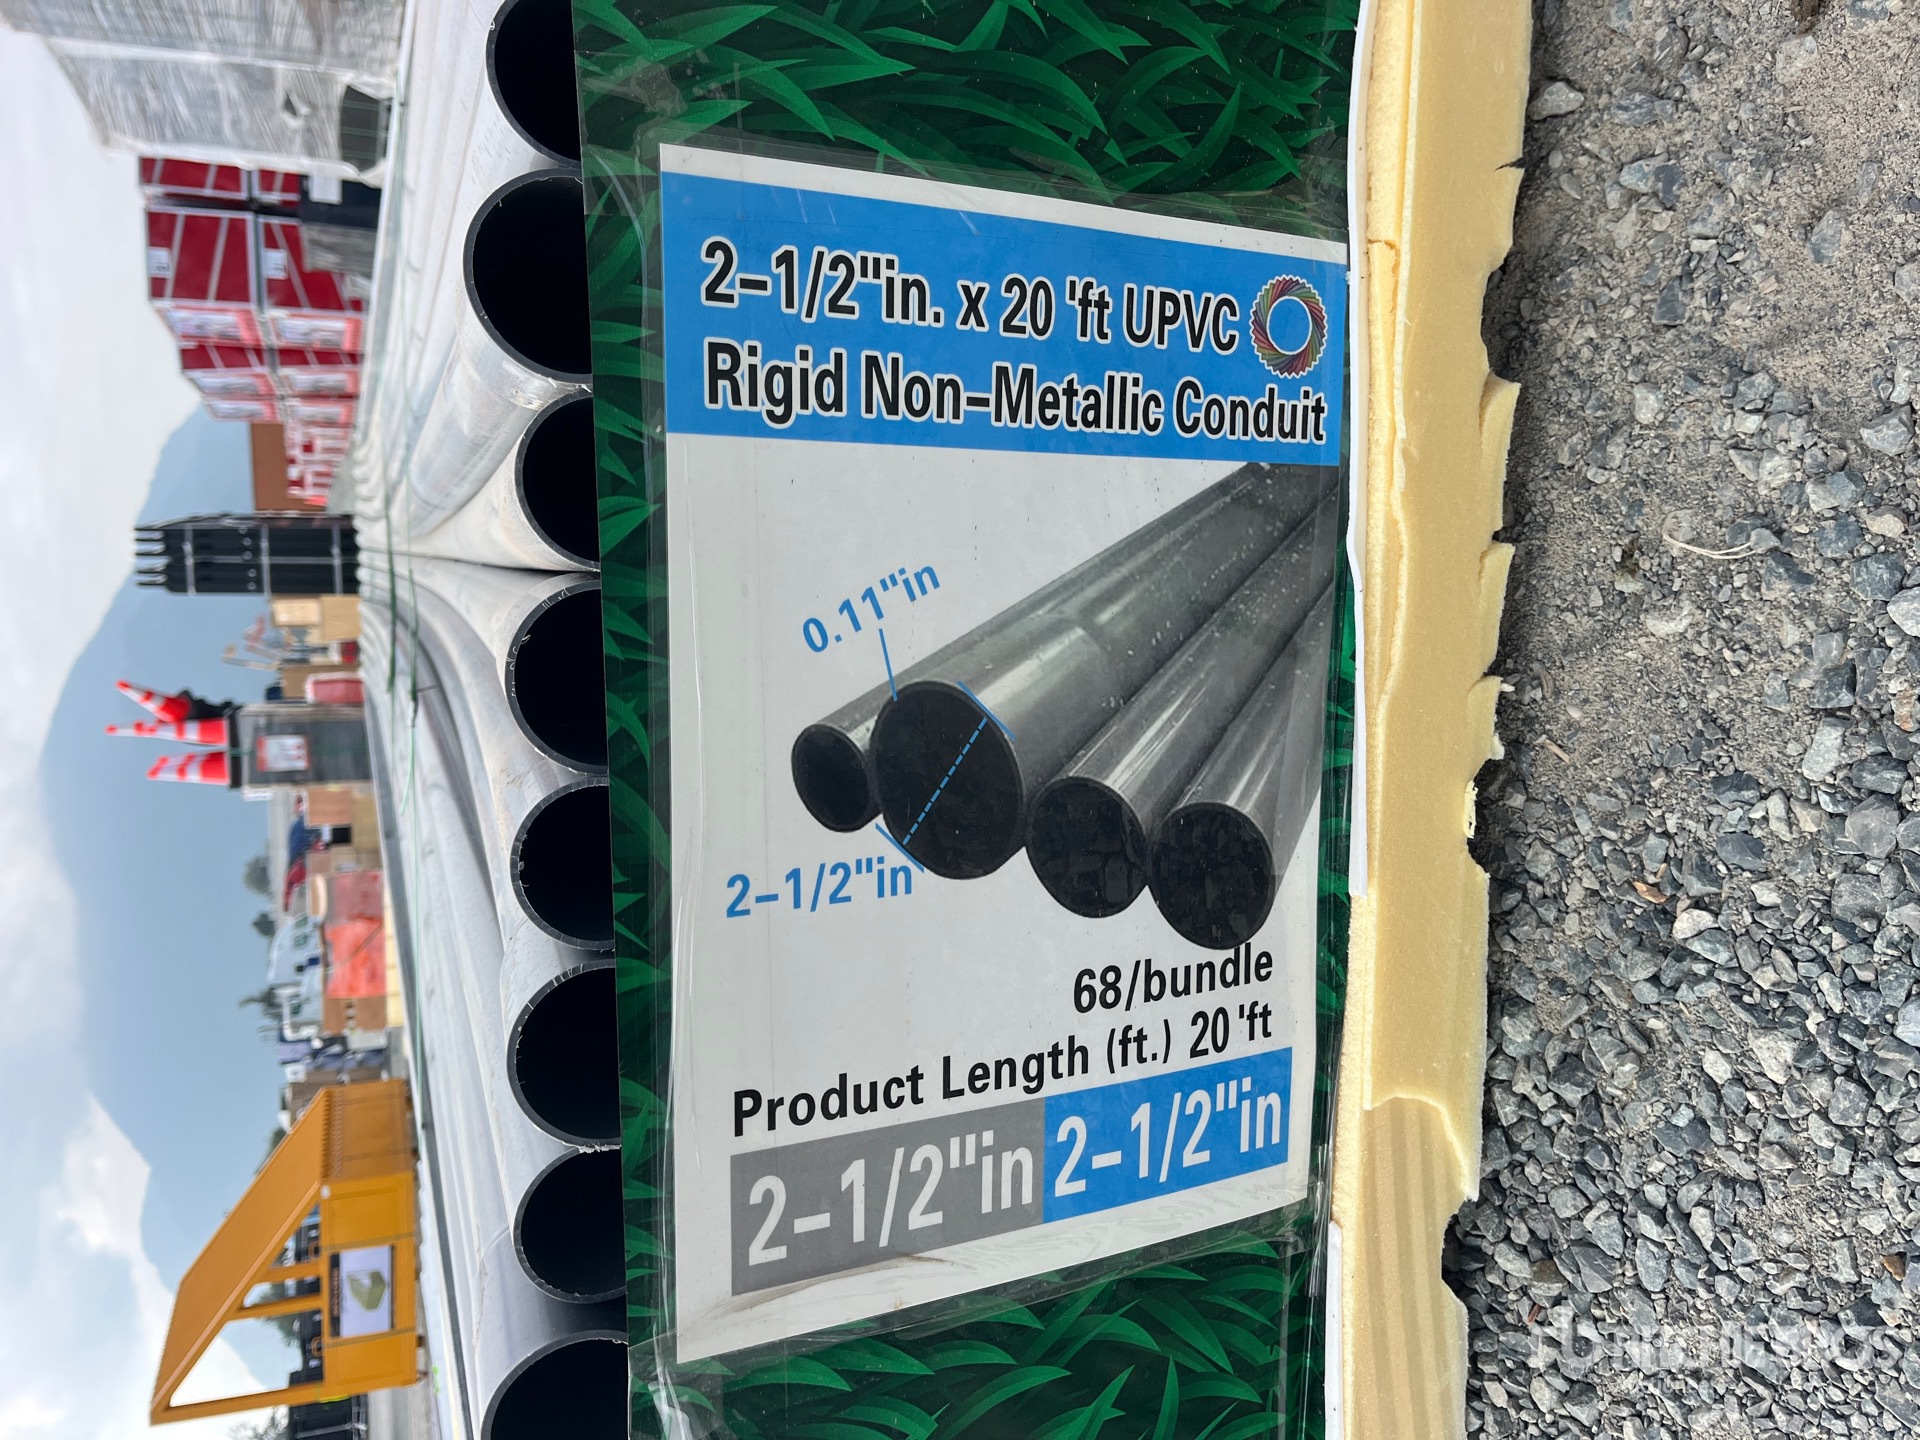 2-1/2"in. x 20 'ft UPVC
Rigid Non-Metallic Conduit
0.11"in
2-1/2"in
68/bundle
Product Length (ft.) 20 'ft
2-1/2"in 2-1/2"in